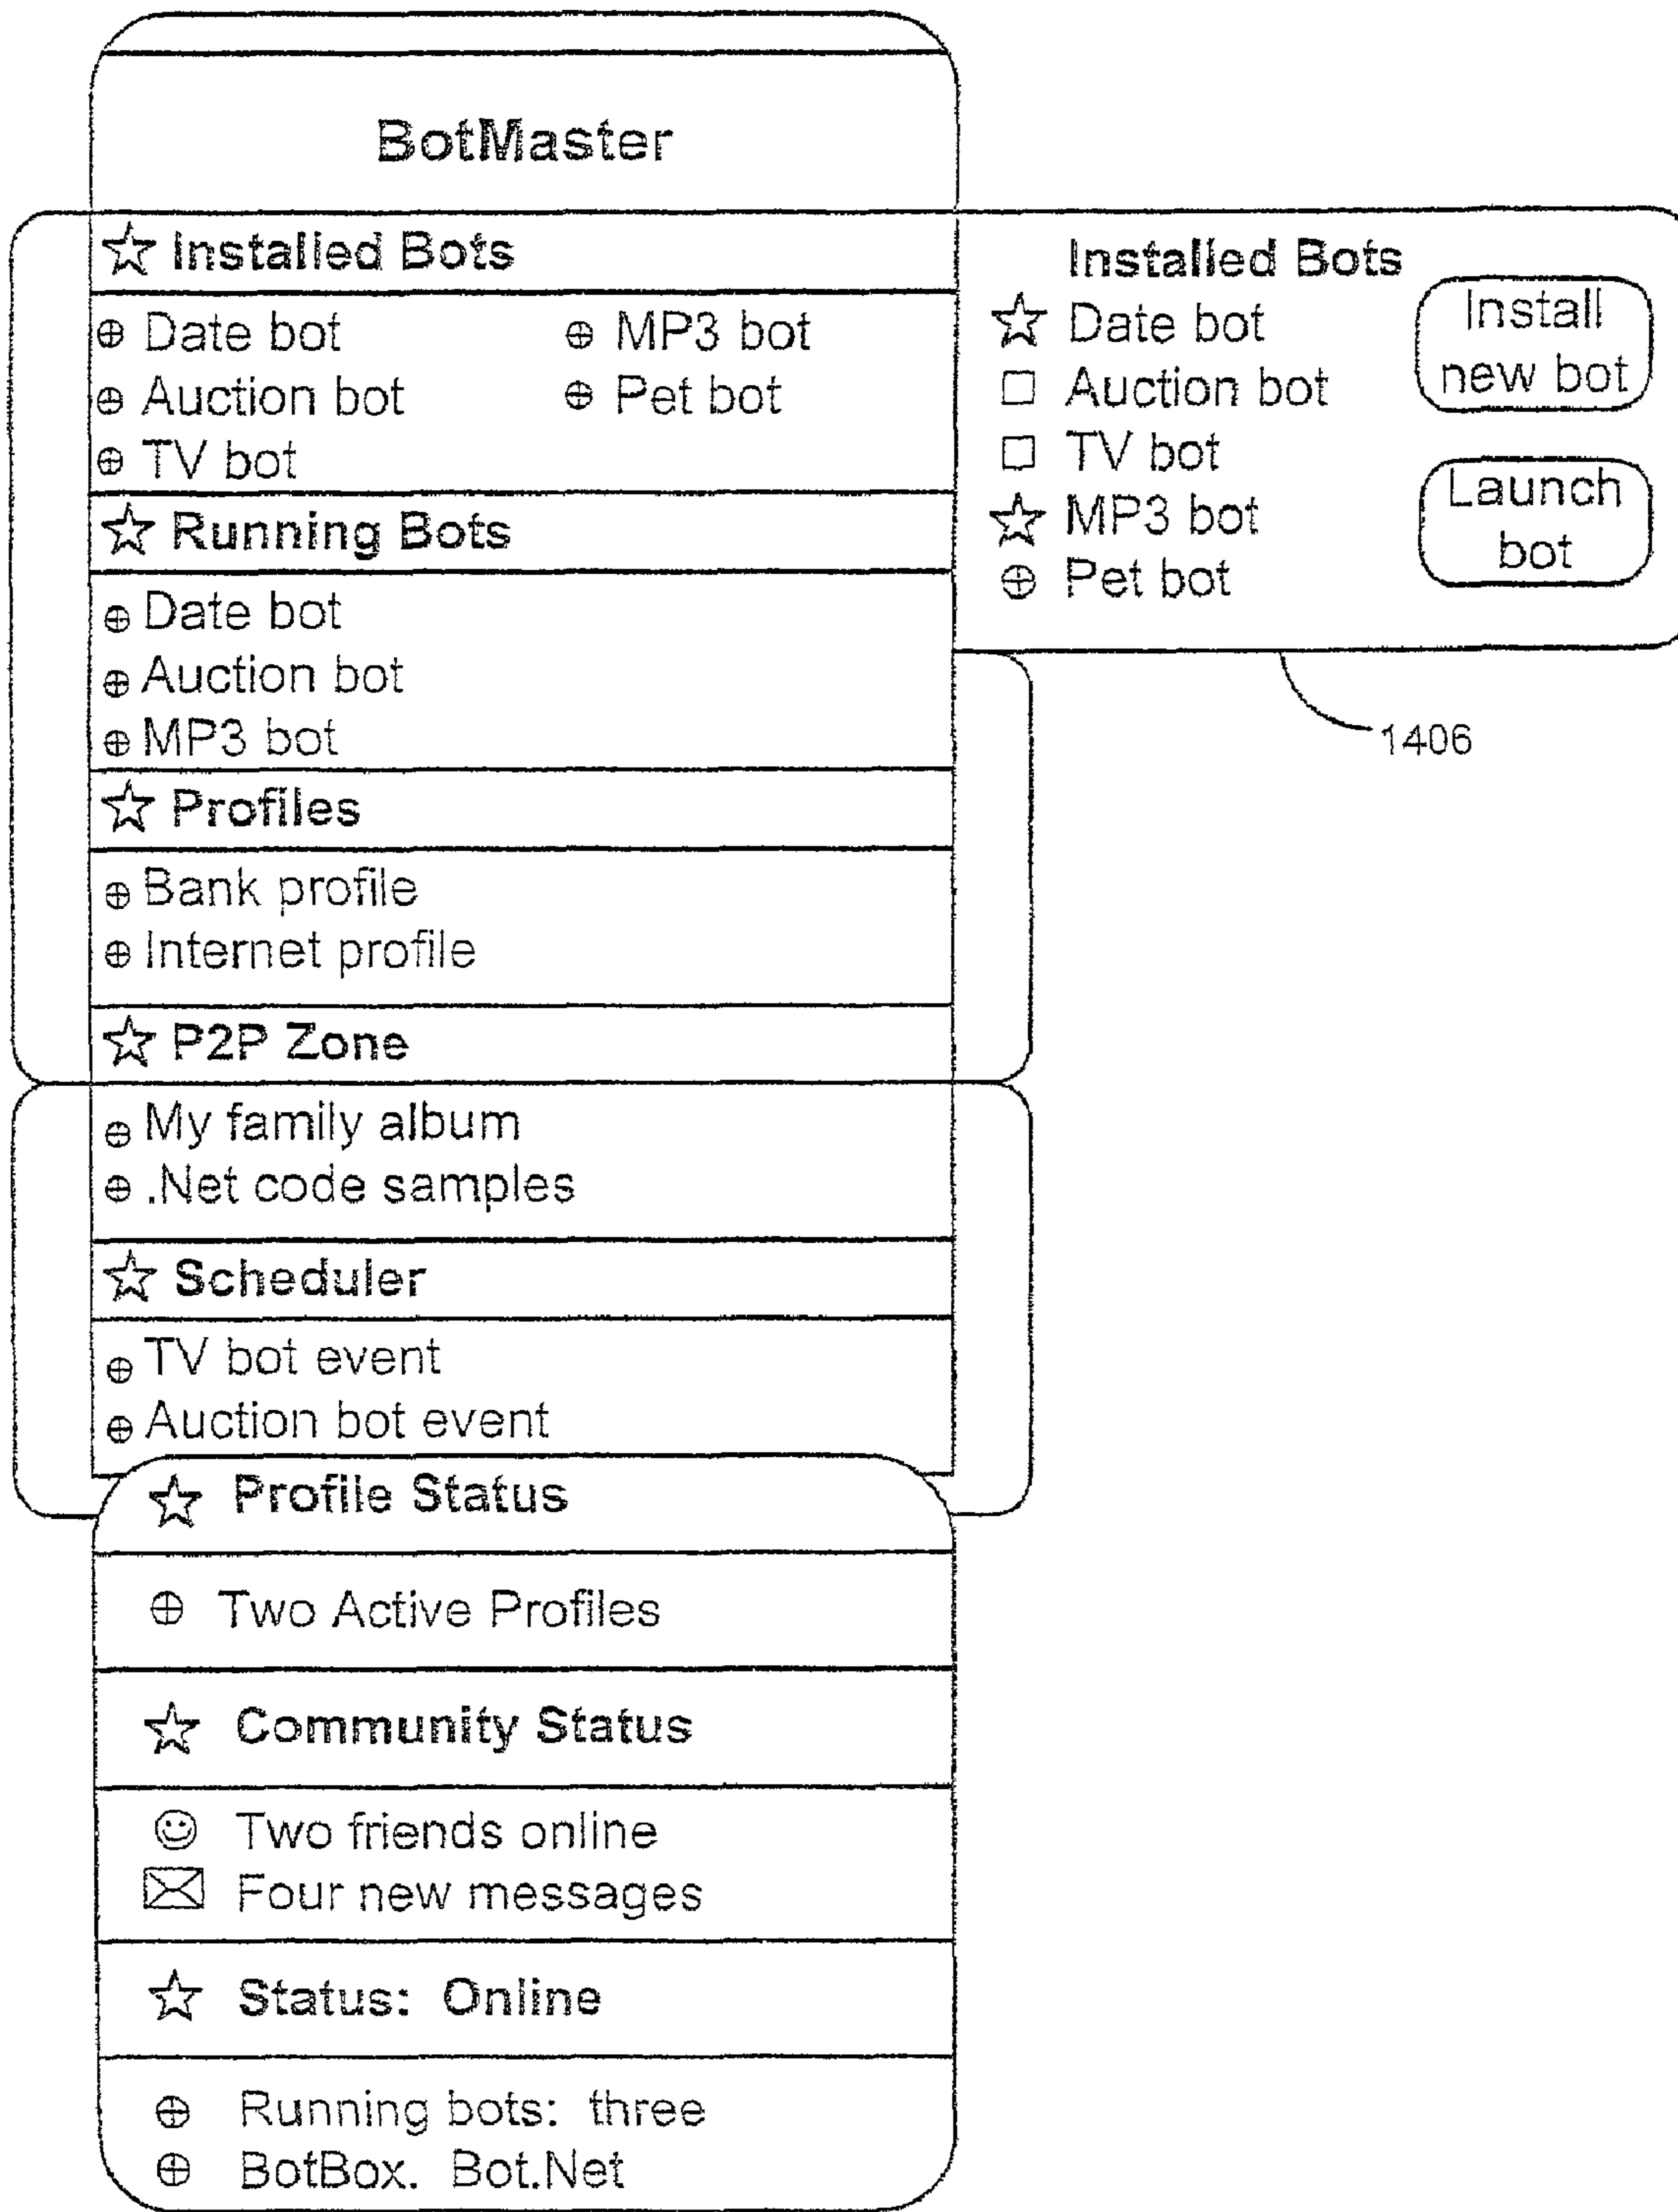 BotMaster
Installed Bots
Date bot
Auction bot
TV bot
MP3 bot
Pet bot
Running Bots
Date bot
Auction bot
MP3 bot
Profiles
Bank profile
Internet profile
P2P Zone
My family album
.Net code samples
Scheduler
TV bot event
Auction bot event
Profile Status
Two Active Profiles
Community Status
Two friends online
Four new messages
Status: Online
Running bots: three
BotBox. Bot.Net
Installed Bots
Date bot
Auction bot
TV bot
MP3 bot
Pet bot
Install
new bot
Launch
bot
1406